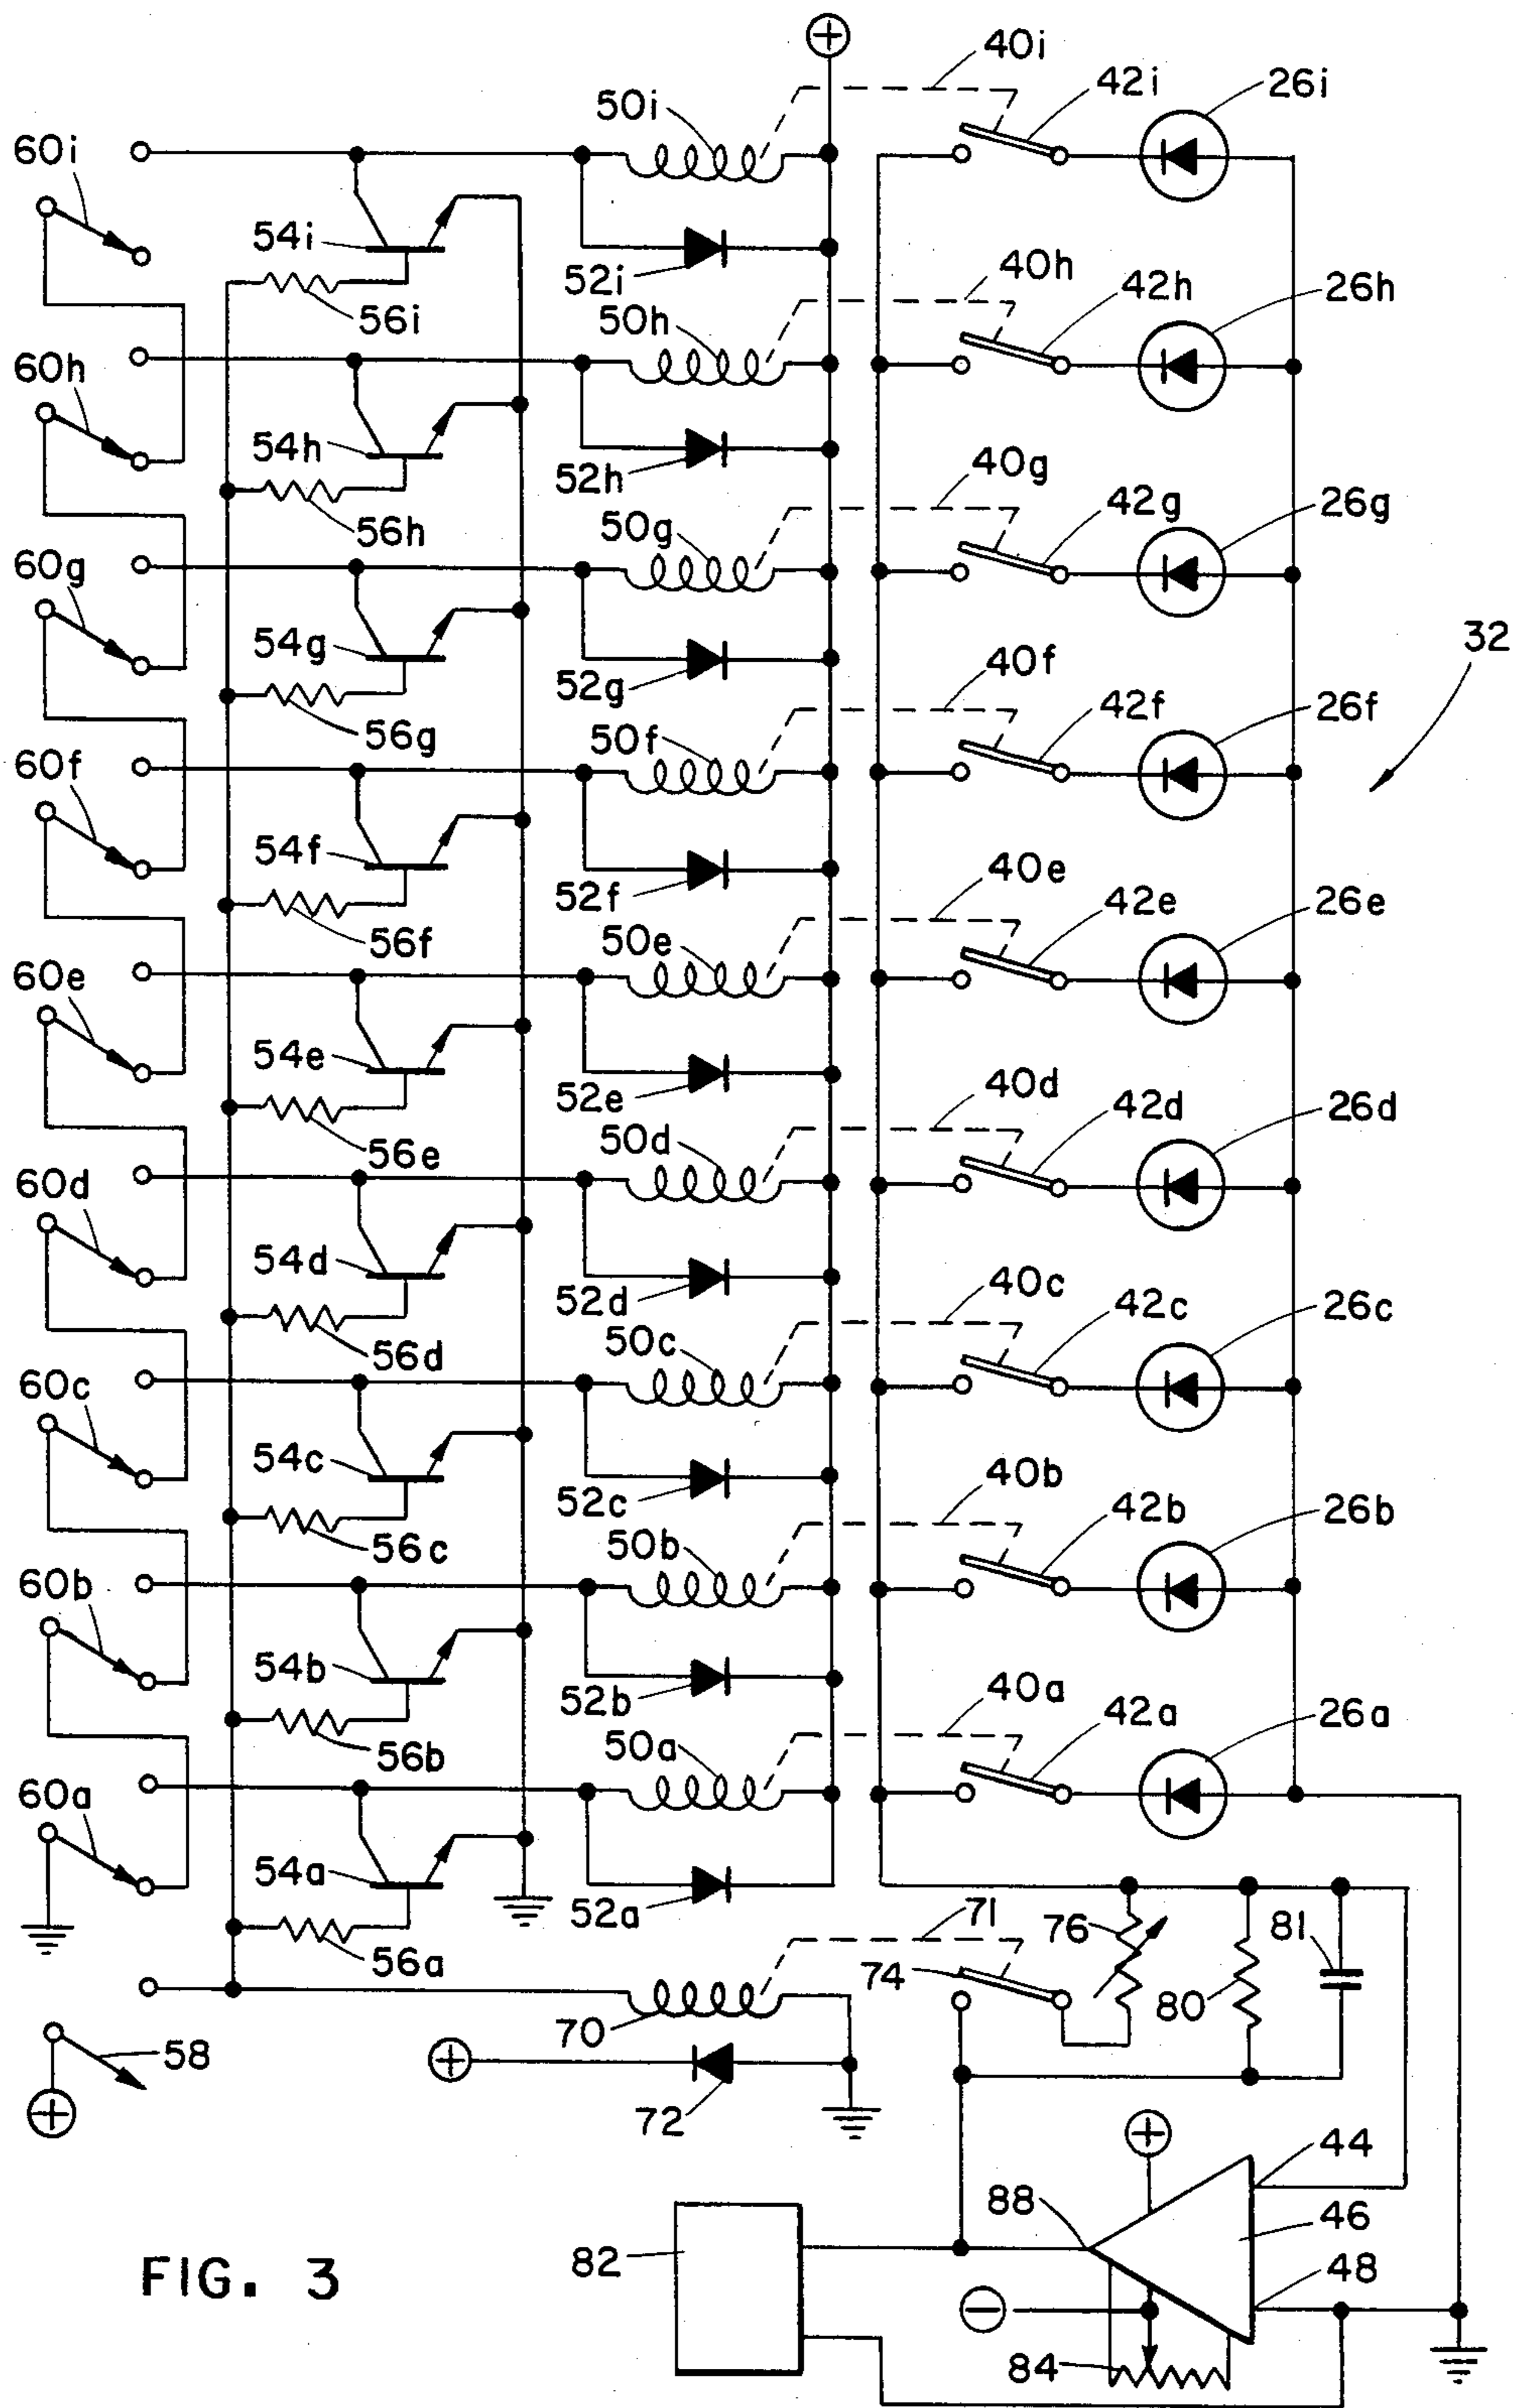 40i
42i
26i
50i
60i
54i
52i
56i
40h
42h
26h
50h
60h
54h
52h
56h
40g
42g
26g
50g
60g
54g
52g
56g
32
40f
42f
26f
50f
60f
54f
52f
56f
40e
42e
26e
50e
60e
54e
52e
56e
40d
42d
26d
50d
60d
54d
52d
56d
40c
42c
26c
50c
60c
54c
52c
56c
40b
42b
26b
50b
60b
54b
52b
56b
40a
42a
26a
50a
60a
54a
52a
56a
71
74
76
80
81
70
58
72
44
88
46
82
48
84
FIG. 3